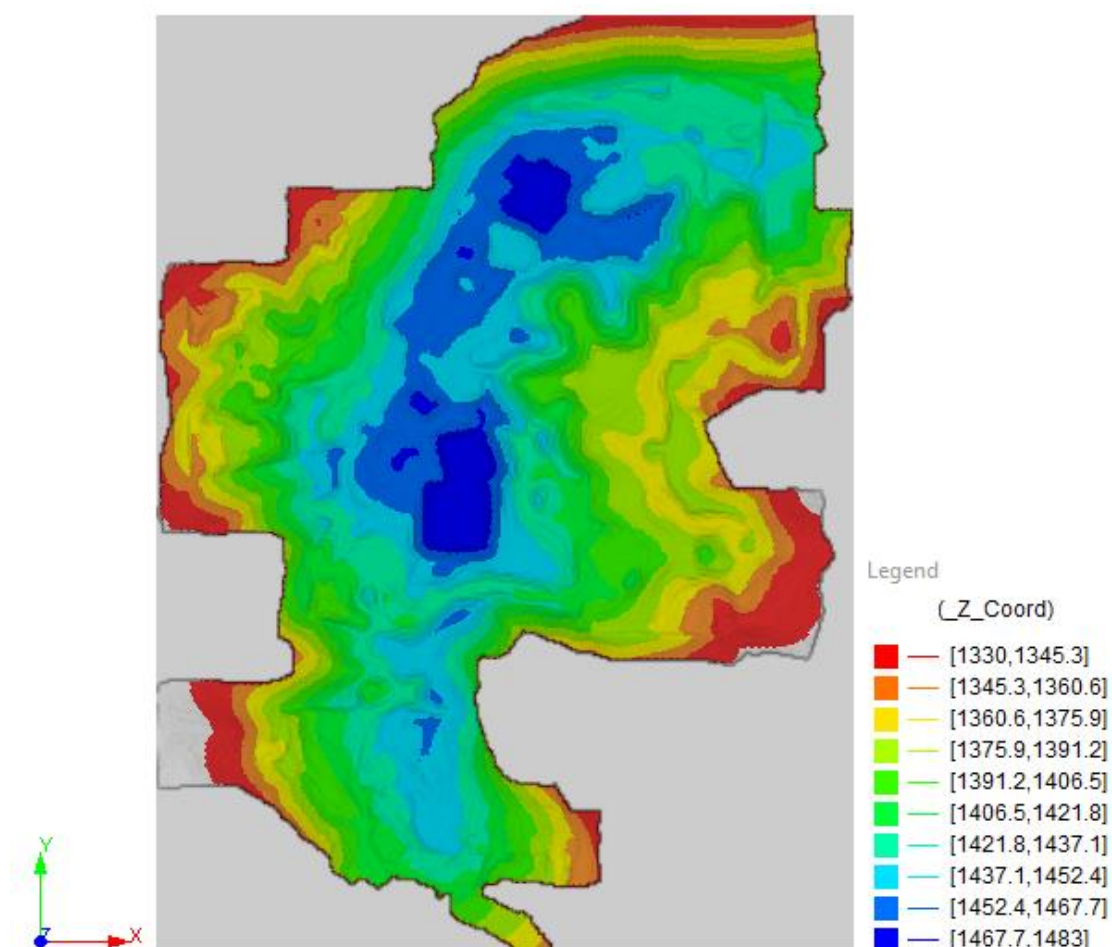 Legend
(_Z_Coord)
[1330,1345.3]
[1345.3,1360.6]
[1360.6,1375.9]
[1375.9,1391.2]
[1391.2,1406.5]
[1406.5,1421.8]
[1421.8,1437.1]
[1437.1,1452.4]
[1452.4,1467.7]
[1467.7,1483]
Y
Z
X